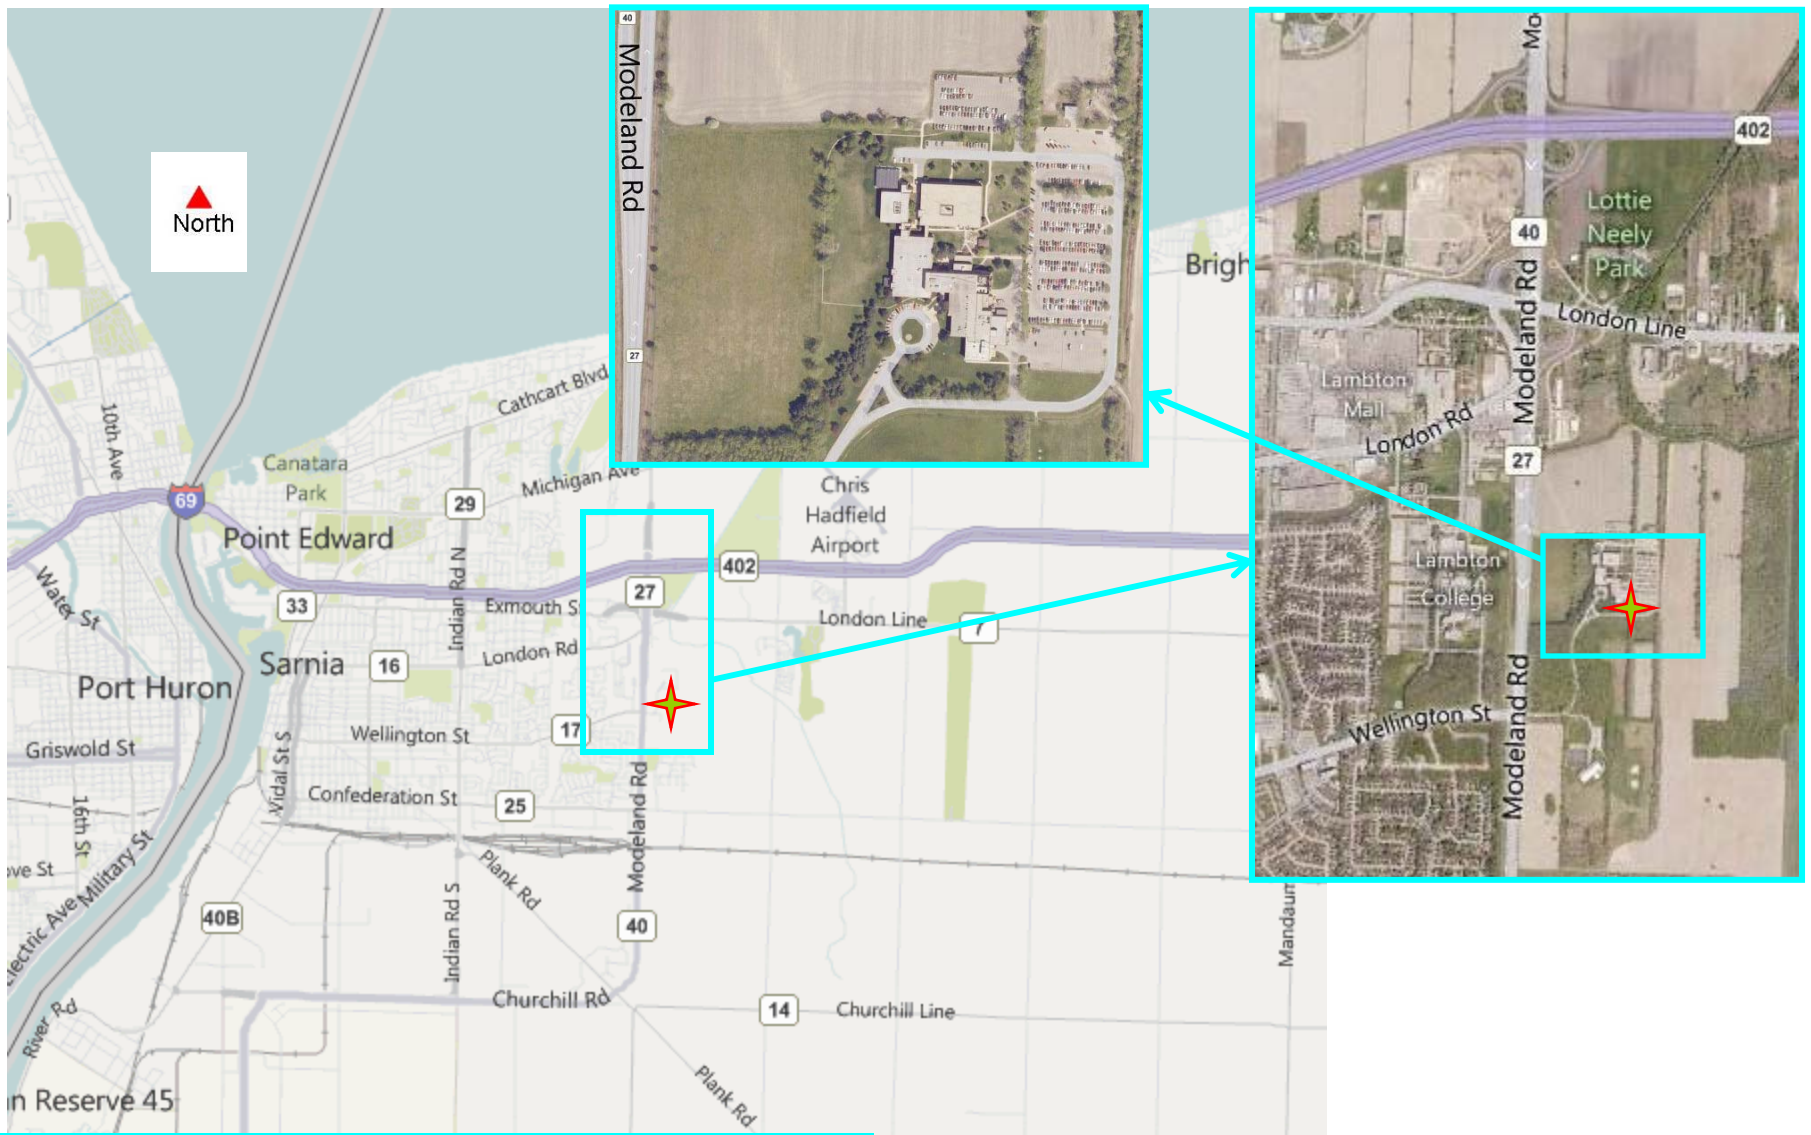 North
10th Ave
69
Canatara
Park
Point Edward
Water St
33
Sarnia
16
Port Huron
Griswold St
16th St
Military St
Electric Ave
River Rd
40B
Vidal St S
29
Indian Rd N
Cathcart Blvd
Michigan Ave
Exmouth St
London Rd
Wellington St
17
Confederation St
25
Plank Rd
Indian Rd S
Churchill Rd
40
Modeland Rd
27
402
Chris
Hadfield
Airport
London Line
7
14
Churchill Line
Plank Rd
n Reserve 45
Brigh
40
Modeland Rd
27
Mo
402
Lottie
Neely
Park
40
Modeland Rd
London Line
Lambton
Mall
London Rd
27
Lambton
College
Modeland Rd
Wellington St